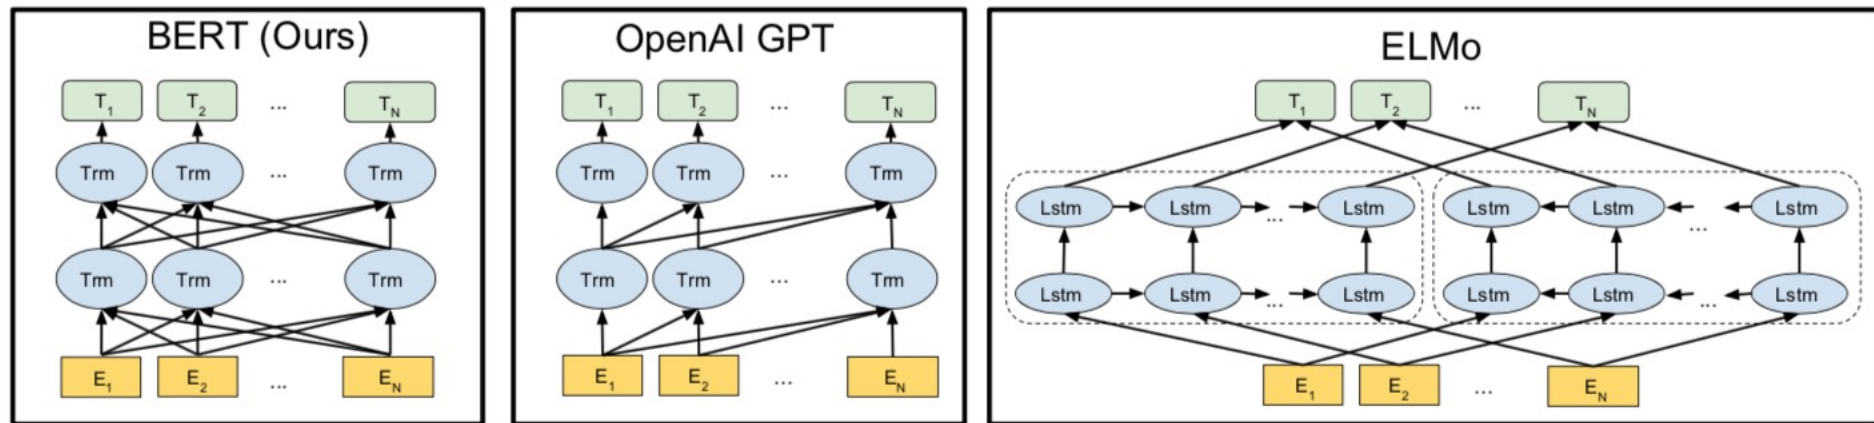 BERT (Ours)
T1 T2 ... TN
Trm Trm ... Trm
Trm Trm ... Trm
E1 E2 ... EN
OpenAI GPT
T1 T2 ... TN
Trm Trm ... Trm
Trm Trm ... Trm
E1 E2 ... EN
ELMo
T1 T2 ... TN
Lstm Lstm ... Lstm Lstm Lstm ... Lstm
Lstm Lstm ... Lstm Lstm Lstm ... Lstm
E1 E2 ... EN